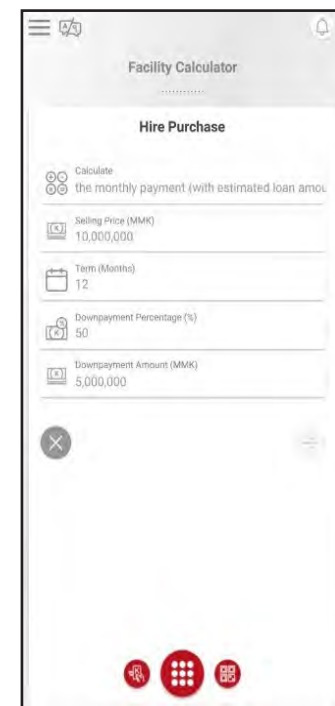 Facility Calculator
Hire Purchase
Calculate
the monthly payment (with estimated loan amou
Selling Price (MMK)
10,000,000
Term (Months)
12
Downpayment Percentage (%)
50
Downpayment Amount (MMK)
5,000,000